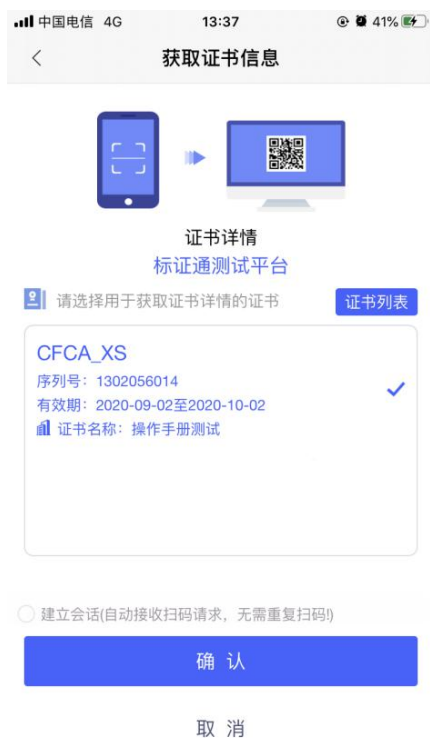 中国电信 4G 13:37 41%
获取证书信息
证书详情
标证通测试平台
请选择用于获取证书详情的证书 证书列表
CFCA_XS
序列号：1302056014
有效期：2020-09-02至2020-10-02
证书名称：操作手册测试
建立会话(自动接收扫码请求，无需重复扫码!)
确 认
取 消